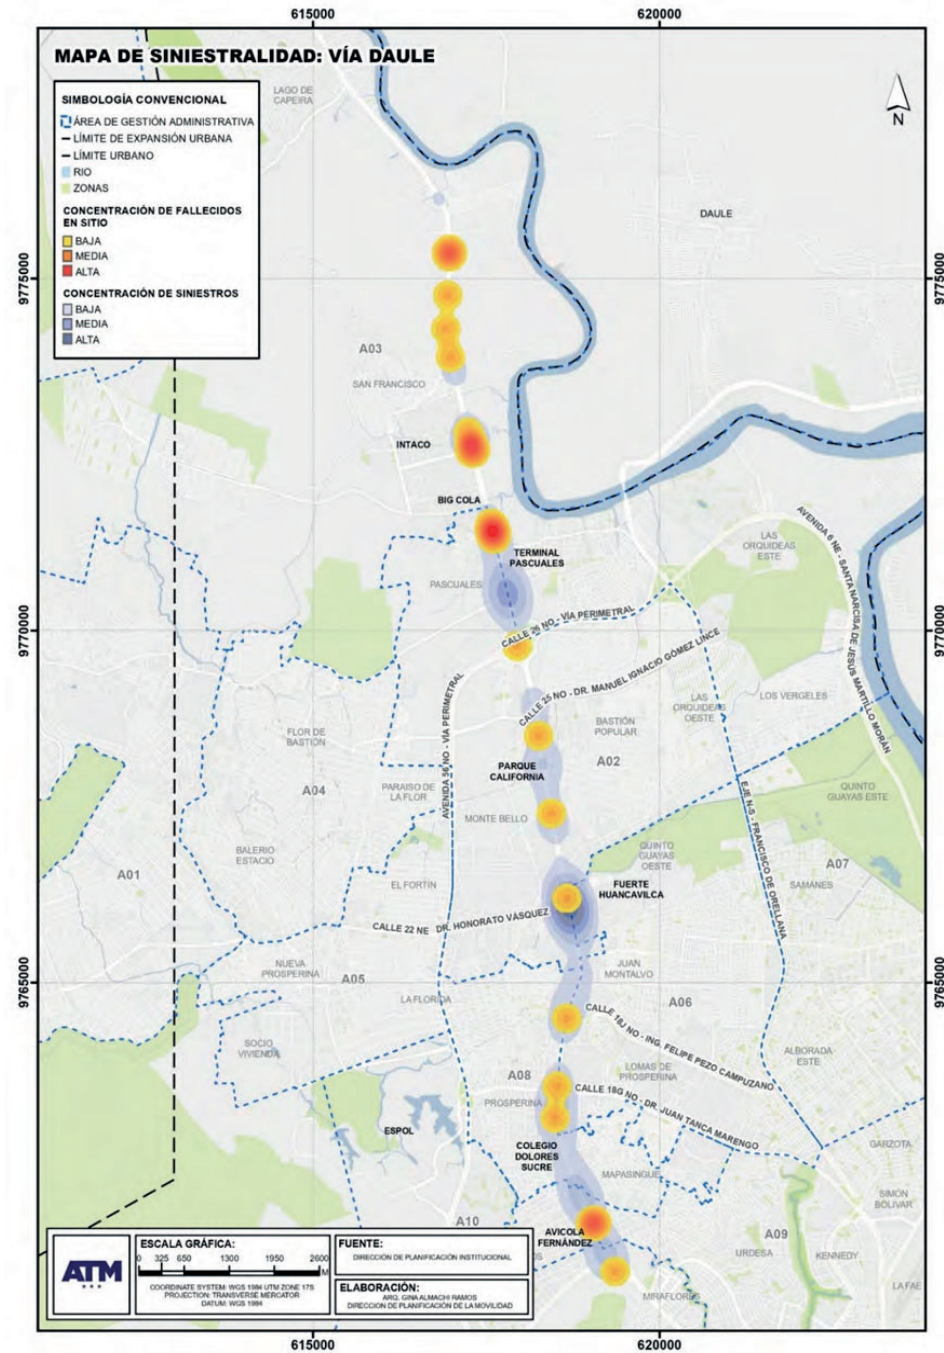 615000
620000
MAPA DE SINIESTRALIDAD: VÍA DAULE
SIMBOLOGÍA CONVENCIONAL
ÁREA DE GESTIÓN ADMINISTRATIVA
LÍMITE DE EXPANSIÓN URBANA
LÍMITE URBANO
RIO
ZONAS
CONCENTRACIÓN DE FALLECIDOS
EN SITIO
BAJA
MEDIA
ALTA
CONCENTRACIÓN DE SINIESTROS
BAJA
MEDIA
ALTA
LAGO DE
CAPEIRA
N
DAULE
9775000
9775000
A03
SAN FRANCISCO
INTACO
BIG COLA
TERMINAL
PASCUALES
PASCUALES
LAS
ORQUIDEAS
ESTE
AVENIDA 6 NE - SANTA NARCISA DE JESÚS MARTILLO MORÁN
9770000
9770000
CALLE 26 NO - VÍA PERIMETRAL
CALLE 25 NO - DR. MANUEL IGNACIO GÓMEZ LINCE
AVENIDA 56 NO - VÍA PERIMETRAL
LAS
ORQUIDEAS
OESTE
LOS VERGELES
FLOR DE
BASTION
BASTIÓN
POPULAR
PARQUE
CALIFORNIA
A02
A04
PARAISO DE
LA FLOR
MONTE BELLO
QUINTO
GUAYAS ESTE
EJE N-S - FRANCISCO DE ORELLANA
BALERIO
ESTACIO
QUINTO
GUAYAS
OESTE
A01
A07
EL FORTÍN
FUERTE
HUANCAVILCA
SAMANES
CALLE 22 NE DR. HONORATO VÁSQUEZ
NUEVA
PROSPERINA
A05
JUAN
MONTALVO
9765000
9765000
LA FLORIDA
A06
CALLE 18J NO - ING. FELIPE PEZO CAMPUZANO
SOCIO
VIVIENDA
ALBORADA
ESTE
A08
LOMAS DE
PROSPERINA
PROSPERINA
CALLE 18G NO - DR. JUAN TANCA MARENGO
ESPOL
COLEGIO
DOLORES
SUCRE
GARZOTA
MAPASINGUE
SIMÓN
BOLIVAR
A10
AVICOLA
FERNÁNDEZ
A09
URDESA
KENNEDY
MIRAFLORES
LA FAE
ATM
ESCALA GRÁFICA:
0 325 650 1300 1950 2600
M
COORDINATE SYSTEM: WGS 1984 UTM ZONE 17S
PROJECTION: TRANSVERSE MERCATOR
DATUM: WGS 1984
FUENTE:
DIRECCIÓN DE PLANIFICACIÓN INSTITUCIONAL
ELABORACIÓN:
ARQ. GINA ALMACHI RAMOS
DIRECCION DE PLANIFICACIÓN DE LA MOVILIDAD
615000
620000